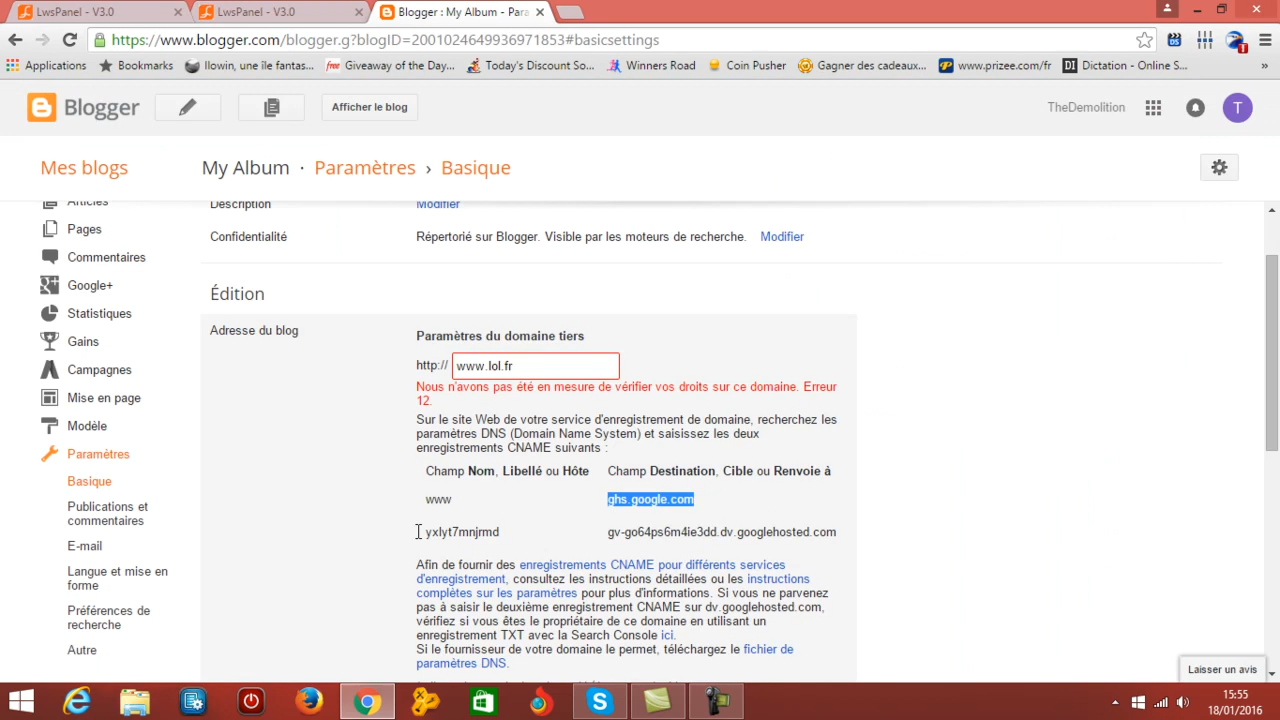 LwsPanel - V3.0
LwsPanel - V3.0
Blogger : My Album - Para
https://www.blogger.com/blogger.g?blogID=2001024649936971853#basicsettings
Applications
Bookmarks
Ilowin, une île fantas...
free Giveaway of the Day...
Today's Discount So...
Winners Road
Coin Pusher
Gagner des cadeaux...
www.prizee.com/fr
DI Dictation - Online S...
»
Blogger
Afficher le blog
TheDemolition
T
Mes blogs
My Album · Paramètres › Basique
Articles
Pages
Commentaires
Google+
Statistiques
Gains
Campagnes
Mise en page
Modèle
Paramètres
Basique
Publications et
commentaires
E-mail
Langue et mise en
forme
Préférences de
recherche
Autre
Description Modifier
Confidentialité Répertorié sur Blogger. Visible par les moteurs de recherche. Modifier
Édition
Adresse du blog
Paramètres du domaine tiers
http:// www.lol.fr
Nous n'avons pas été en mesure de vérifier vos droits sur ce domaine. Erreur
12.
Sur le site Web de votre service d'enregistrement de domaine, recherchez les
paramètres DNS (Domain Name System) et saisissez les deux
enregistrements CNAME suivants :
Champ Nom, Libellé ou Hôte Champ Destination, Cible ou Renvoie à
www ghs.google.com
yxlyt7mnjrmd gv-go64ps6m4ie3dd.dv.googlehosted.com
Afin de fournir des enregistrements CNAME pour différents services
d'enregistrement, consultez les instructions détaillées ou les instructions
complètes sur les paramètres pour plus d'informations. Si vous ne parvenez
pas à saisir le deuxième enregistrement CNAME sur dv.googlehosted.com,
vérifiez si vous êtes le propriétaire de ce domaine en utilisant un
enregistrement TXT avec la Search Console ici.
Si le fournisseur de votre domaine le permet, téléchargez le fichier de
paramètres DNS.
Laisser un avis
15:55
18/01/2016